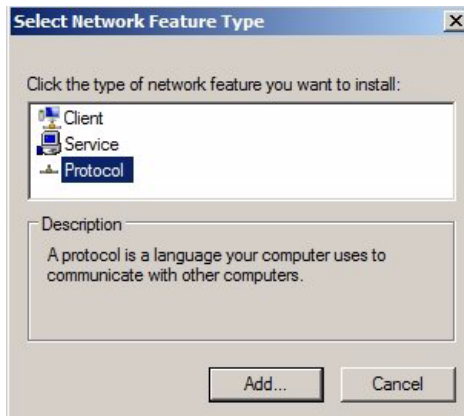 Select Network Feature Type
Click the type of network feature you want to install:
Client
Service
Protocol
Description
A protocol is a language your computer uses to
communicate with other computers.
Add...
Cancel